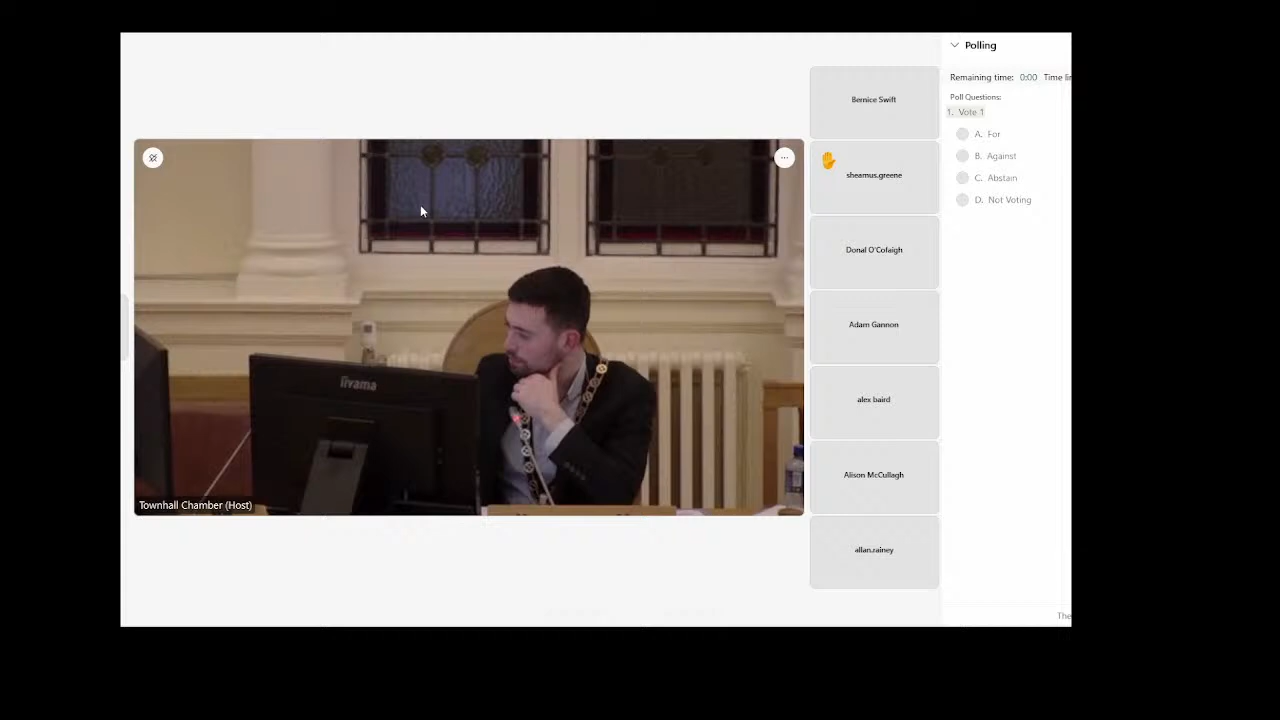 Polling
Remaining time: 0:00 Time
Poll Questions:
1. Vote 1
A. For
B. Against
C. Abstain
D. Not Voting
Bernice Swift
sheamus.greene
Donal O'Cofaigh
Adam Gannon
alex baird
Alison McCullagh
allan.rainey
iiyama
Townhall Chamber (Host)
The